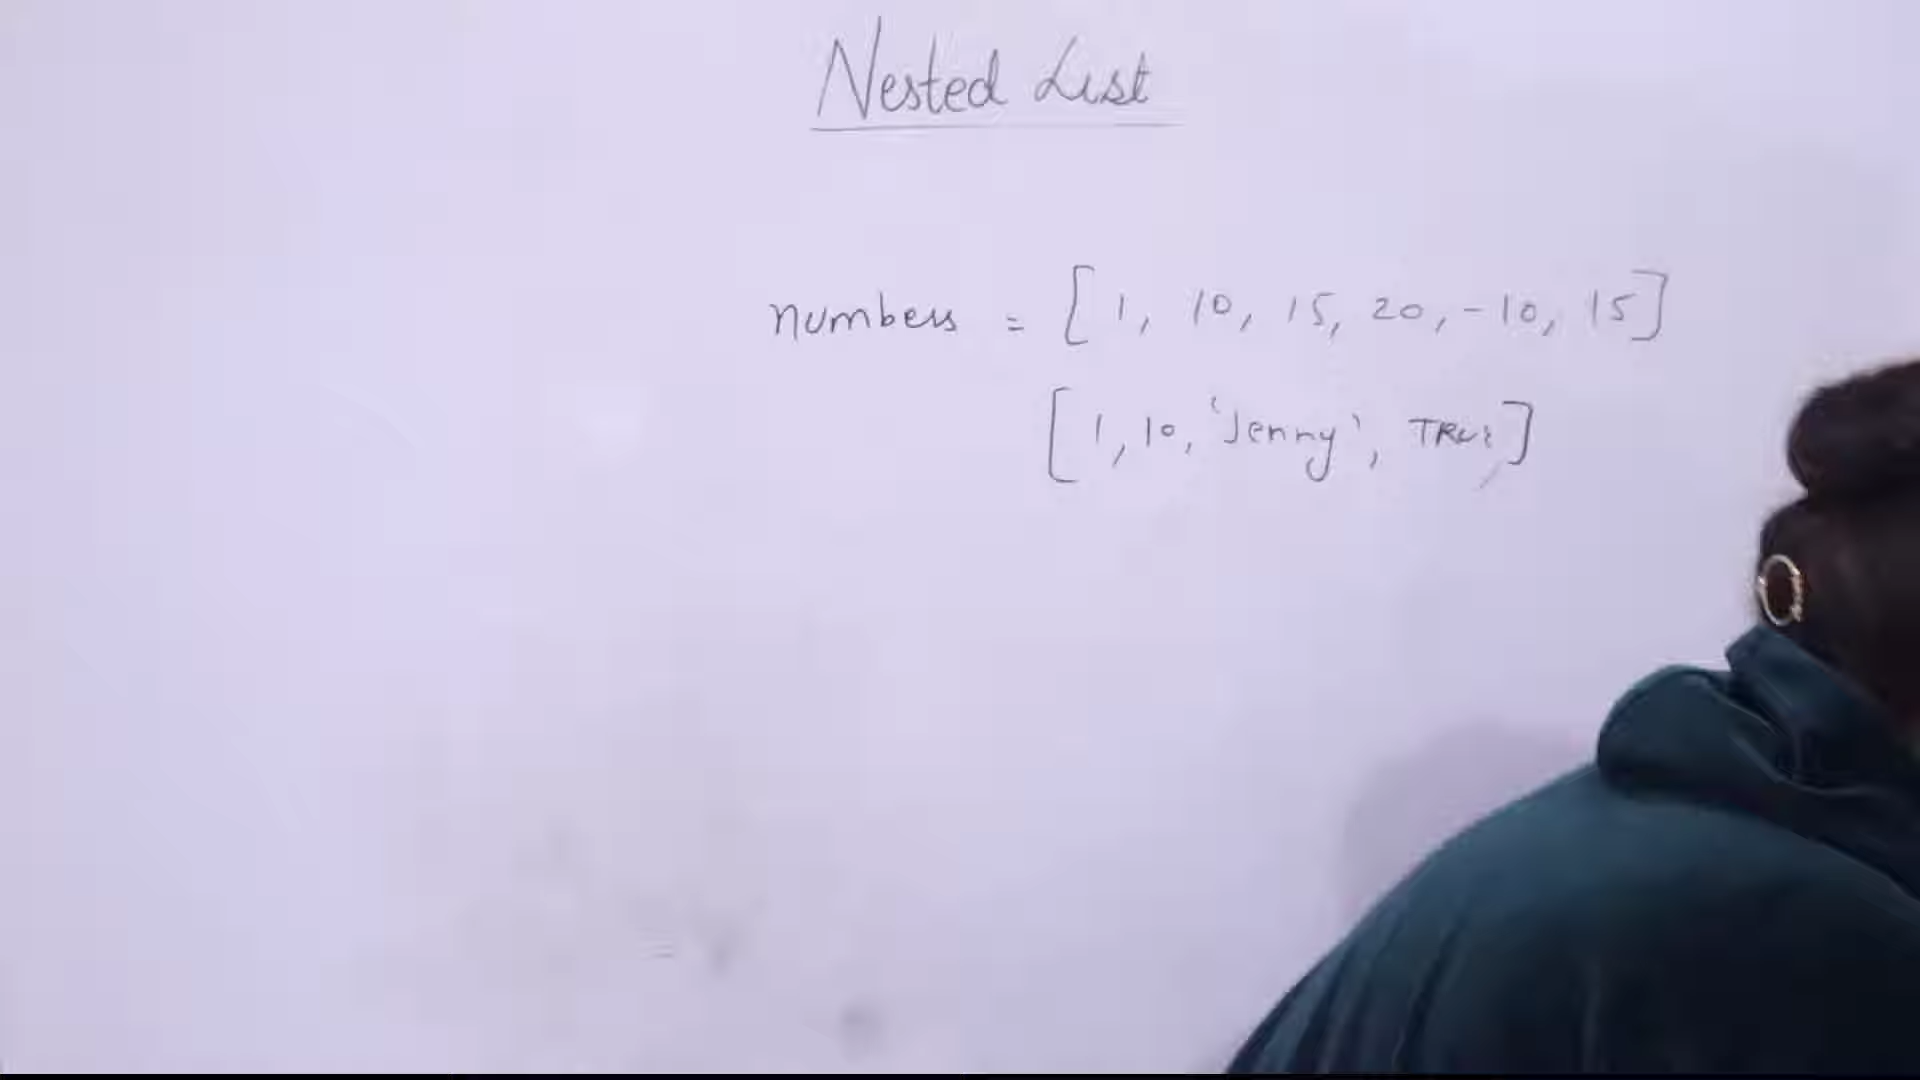 Nested List
numbers = [1, 10, 15, 20, -10, 15]
[1, 10, 'Jenny', TRue]